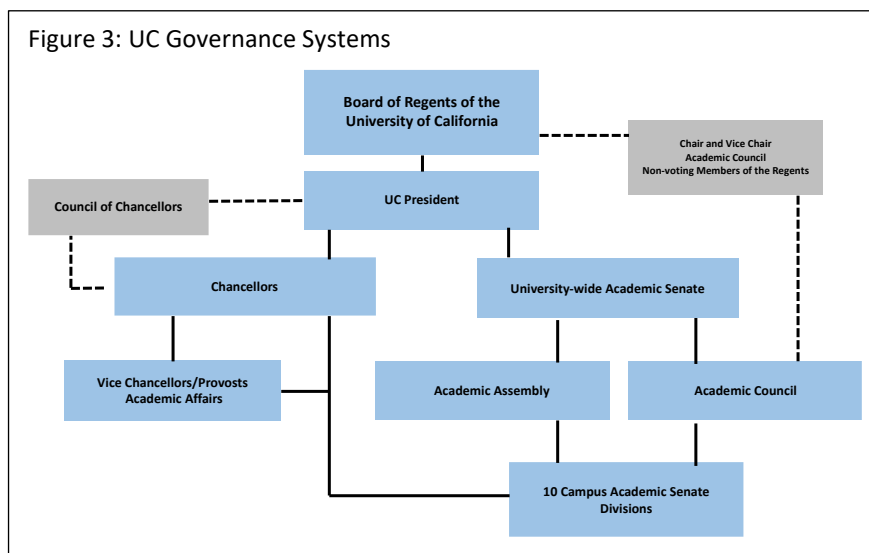 Figure 3: UC Governance Systems
Board of Regents of the
University of California
Chair and Vice Chair
Academic Council
Non-voting Members of the Regents
Council of Chancellors
UC President
Chancellors
University-wide Academic Senate
Vice Chancellors/Provosts
Academic Affairs
Academic Assembly
Academic Council
10 Campus Academic Senate
Divisions